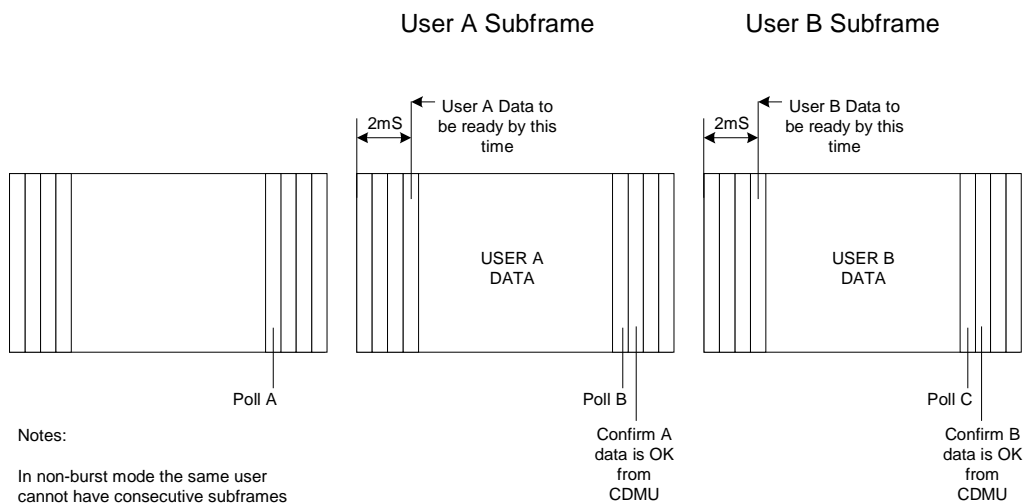 User A Subframe
User B Subframe
2mS
User A Data to
be ready by this
time
2mS
User B Data to
be ready by this
time
USER A
DATA
USER B
DATA
Poll A
Poll B
Poll C
Confirm A
data is OK
from
CDMU
Confirm B
data is OK
from
CDMU
Notes:
In non-burst mode the same user
cannot have consecutive subframes